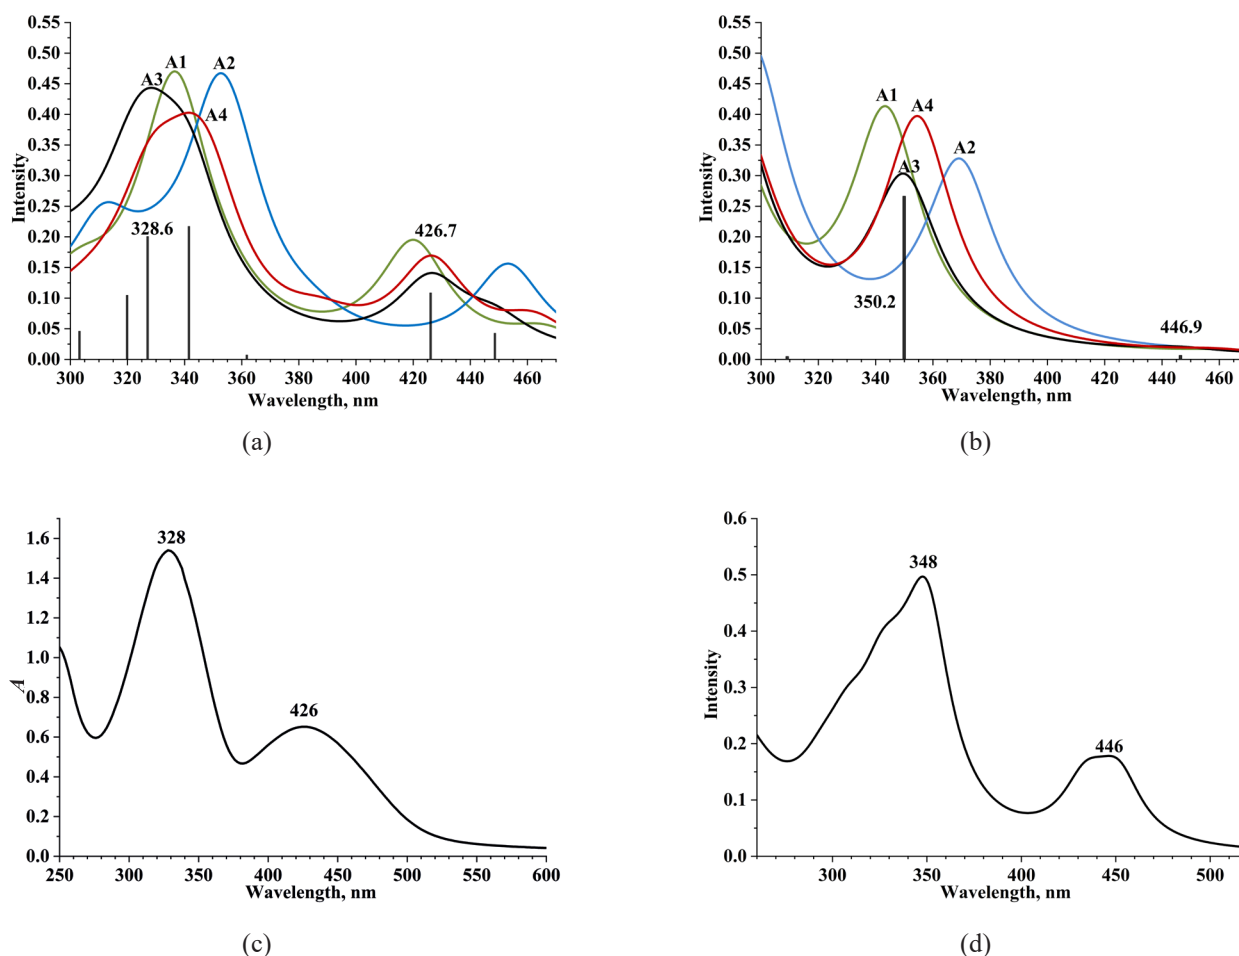 0.55
0.50
0.45
0.40
0.35
0.30
0.25
0.20
0.15
0.10
0.05
0.00
Intensity
A3
A1
A2
A4
328.6
426.7
300 320 340 360 380 400 420 440 460
Wavelength, nm
(a)
0.55
0.50
0.45
0.40
0.35
0.30
0.25
0.20
0.15
0.10
0.05
0.00
Intensity
A1
A4
A2
A3
350.2
446.9
300 320 340 360 380 400 420 440 460
Wavelength, nm
(b)
1.6
1.4
1.2
1.0
0.8
0.6
0.4
0.2
0.0
A
328
426
250 300 350 400 450 500 550 600
Wavelength, nm
(c)
0.6
0.5
0.4
0.3
0.2
0.1
0.0
Intensity
348
446
300 350 400 450 500
Wavelength, nm
(d)